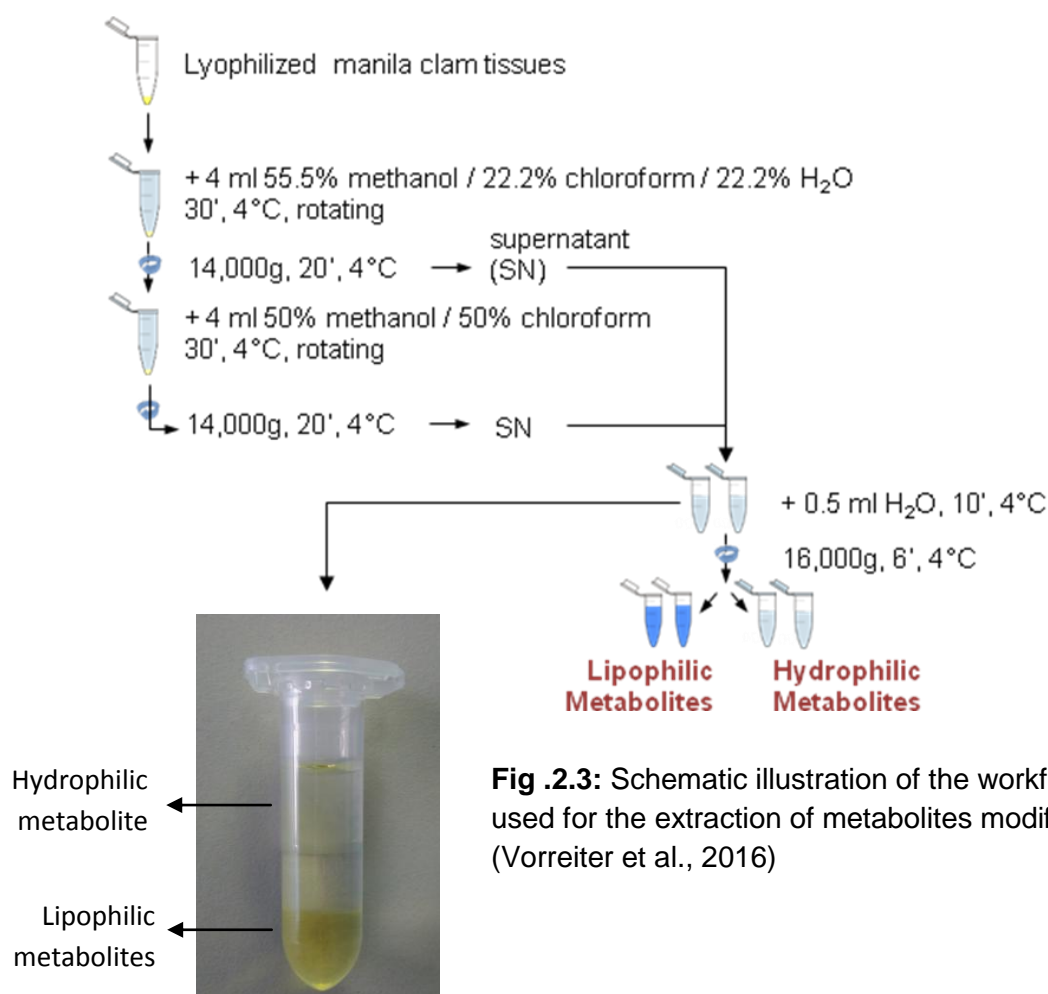 Lyophilized manila clam tissues
+ 4 ml 55.5% methanol / 22.2% chloroform / 22.2% H₂O
30', 4°C, rotating
14,000g, 20', 4°C
supernatant
(SN)
+ 4 ml 50% methanol / 50% chloroform
30', 4°C, rotating
14,000g, 20', 4°C
SN
+ 0.5 ml H₂O, 10', 4°C
16,000g, 6', 4°C
Lipophilic
Metabolites
Hydrophilic
Metabolites
Hydrophilic
metabolite
Lipophilic
metabolites
Fig .2.3: Schematic illustration of the workf
used for the extraction of metabolites modif
(Vorreiter et al., 2016)